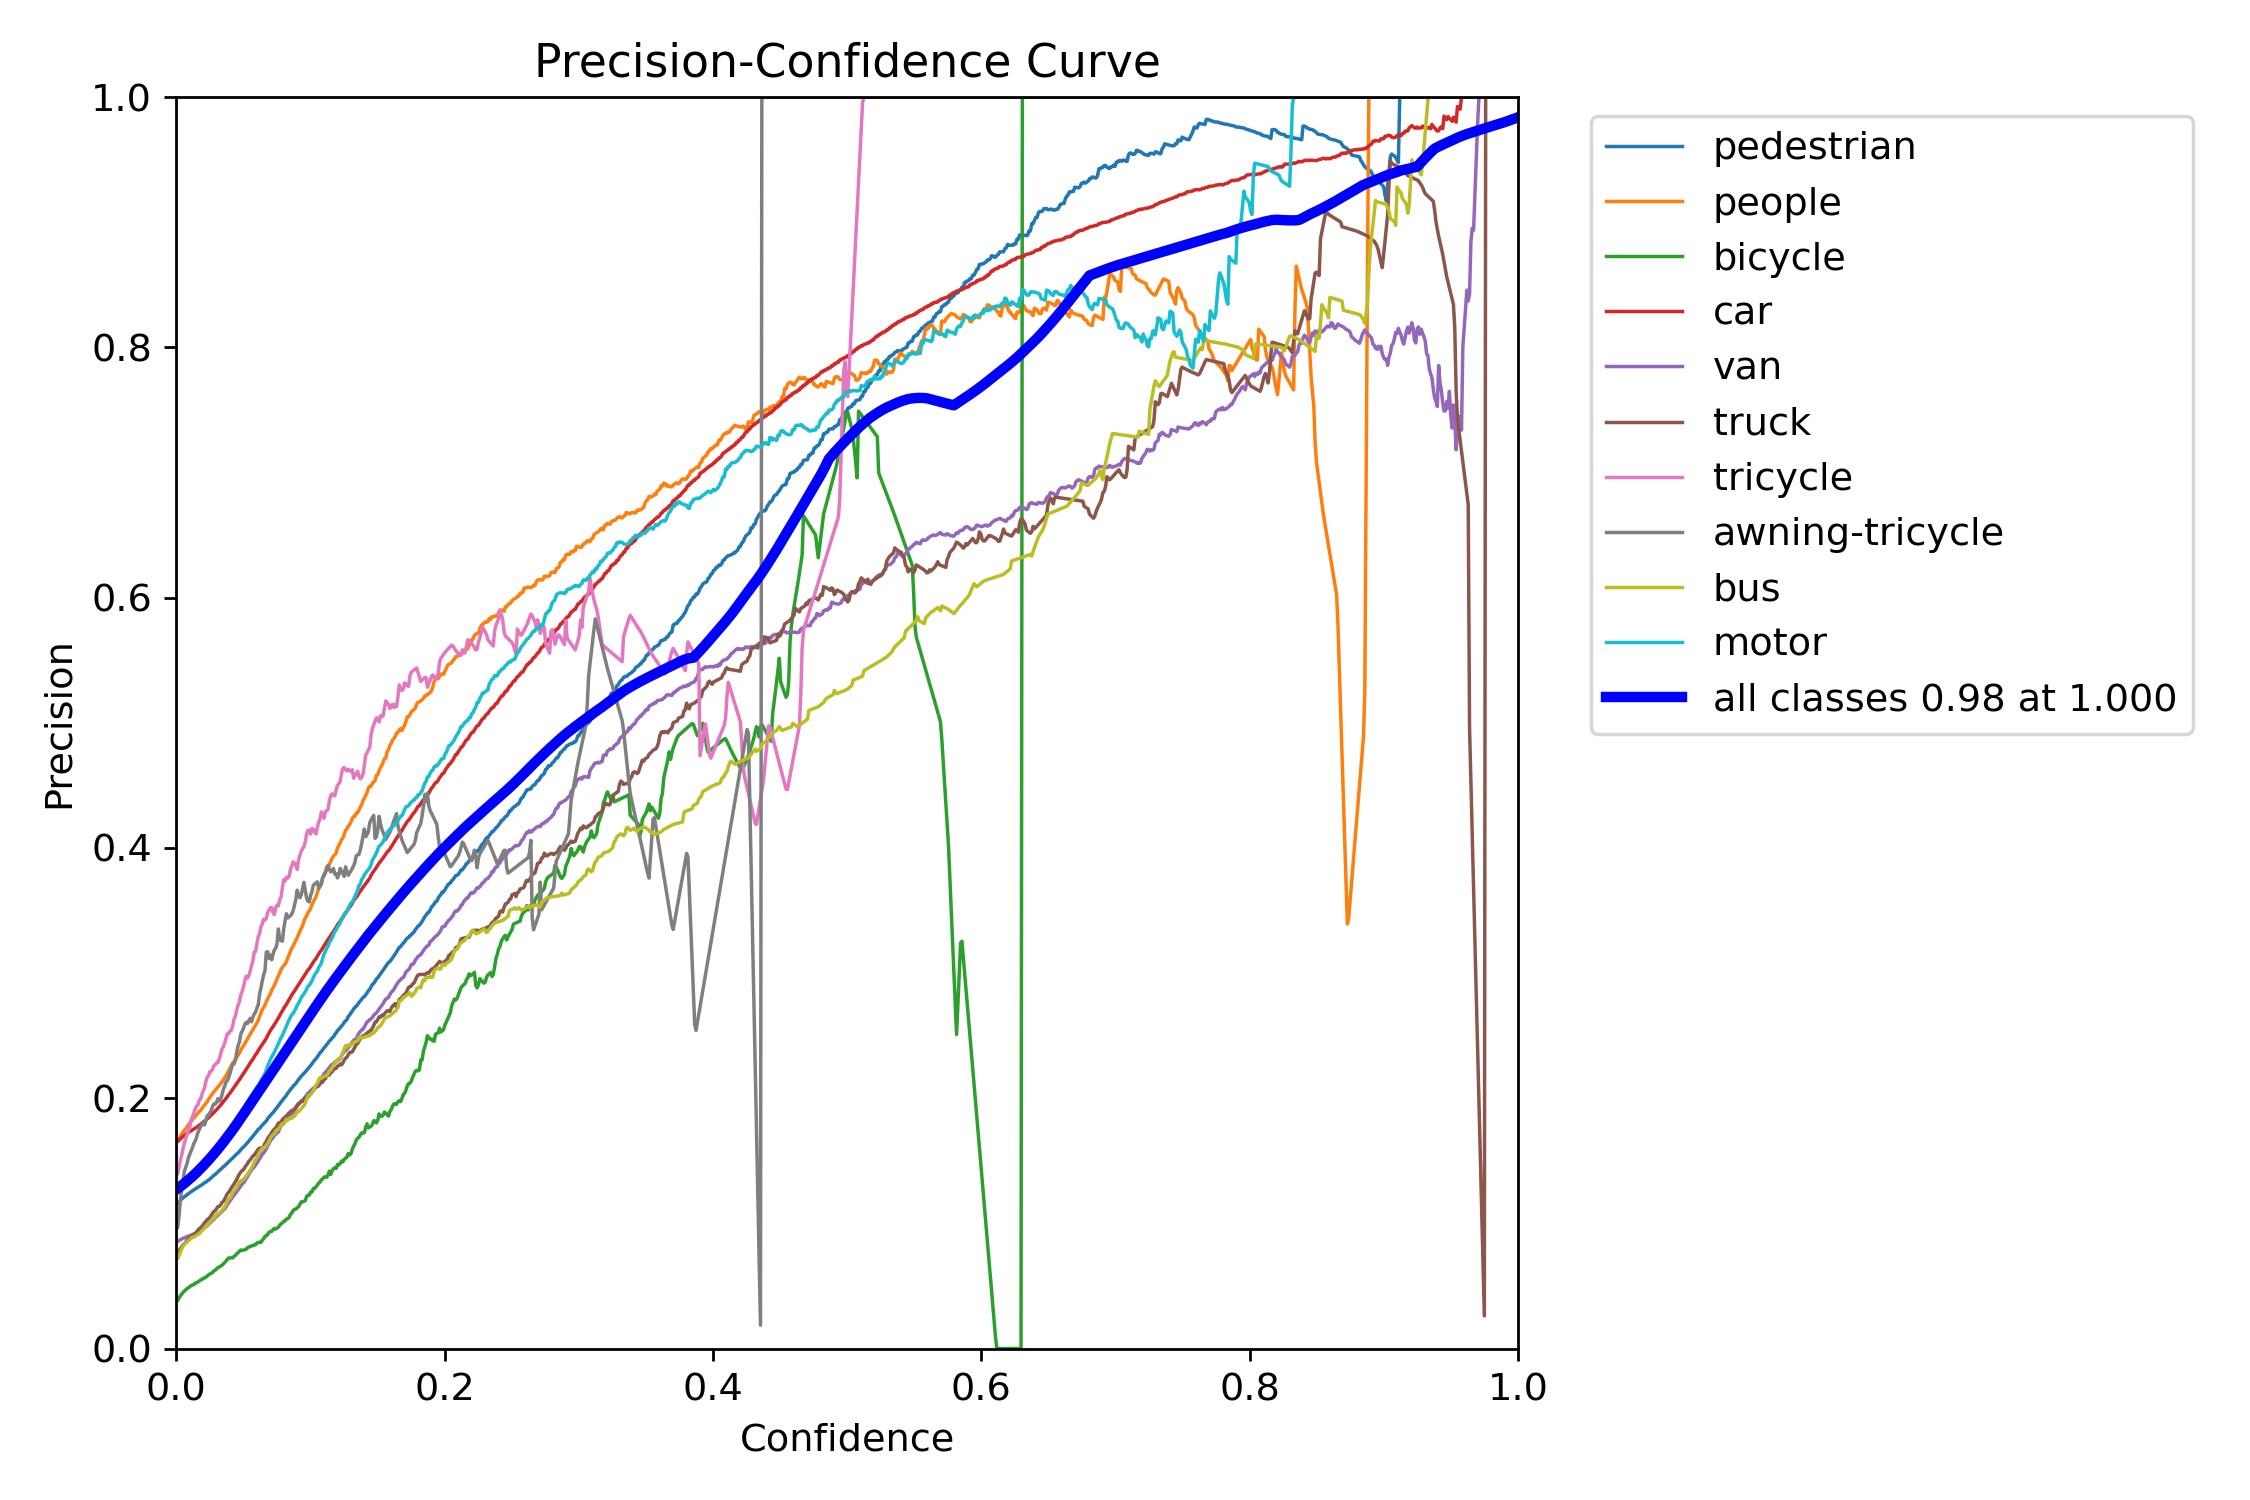 Precision-Confidence Curve
1.0
0.8
0.6
0.4
0.2
0.0
Precision
0.0 0.2 0.4 0.6 0.8 1.0
Confidence
pedestrian
people
bicycle
car
van
truck
tricycle
awning-tricycle
bus
motor
all classes 0.98 at 1.000